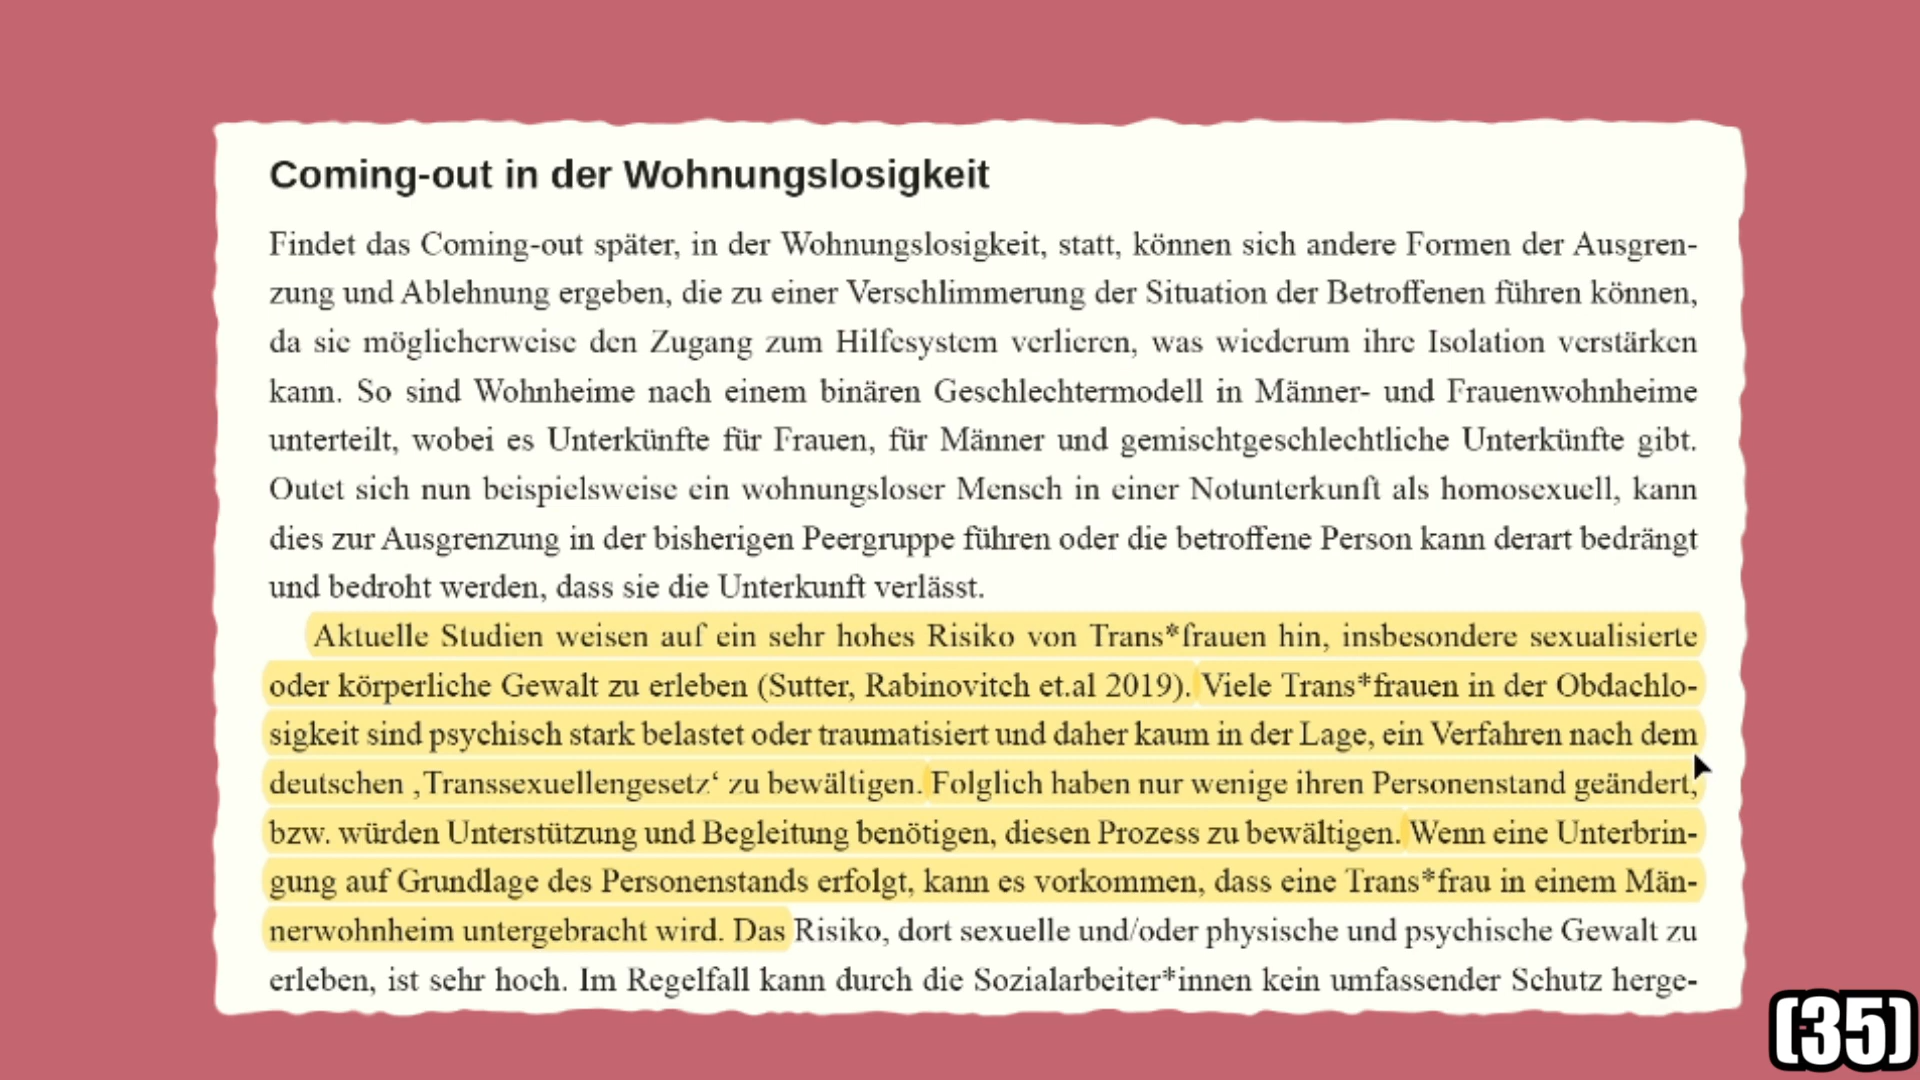 Coming-out in der Wohnungslosigkeit
Findet das Coming-out später, in der Wohnungslosigkeit, statt, können sich andere Formen der Ausgren-
zung und Ablehnung ergeben, die zu einer Verschlimmerung der Situation der Betroffenen führen können,
da sie möglicherweise den Zugang zum Hilfesystem verlieren, was wiederum ihre Isolation verstärken
kann. So sind Wohnheime nach einem binären Geschlechtermodell in Männer- und Frauenwohnheime
unterteilt, wobei es Unterkünfte für Frauen, für Männer und gemischtgeschlechtliche Unterkünfte gibt.
Outet sich nun beispielsweise ein wohnungsloser Mensch in einer Notunterkunft als homosexuell, kann
dies zur Ausgrenzung in der bisherigen Peergruppe führen oder die betroffene Person kann derart bedrängt
und bedroht werden, dass sie die Unterkunft verlässt.
Aktuelle Studien weisen auf ein sehr hohes Risiko von Trans*frauen hin, insbesondere sexualisierte
oder körperliche Gewalt zu erleben (Sutter, Rabinovitch et.al 2019). Viele Trans*frauen in der Obdachlo-
sigkeit sind psychisch stark belastet oder traumatisiert und daher kaum in der Lage, ein Verfahren nach dem
deutschen ‚Transsexuellengesetz‘ zu bewältigen. Folglich haben nur wenige ihren Personenstand geändert,
bzw. würden Unterstützung und Begleitung benötigen, diesen Prozess zu bewältigen. Wenn eine Unterbrin-
gung auf Grundlage des Personenstands erfolgt, kann es vorkommen, dass eine Trans*frau in einem Män-
nerwohnheim untergebracht wird. Das Risiko, dort sexuelle und/oder physische und psychische Gewalt zu
erleben, ist sehr hoch. Im Regelfall kann durch die Sozialarbeiter*innen kein umfassender Schutz herge-
(35)